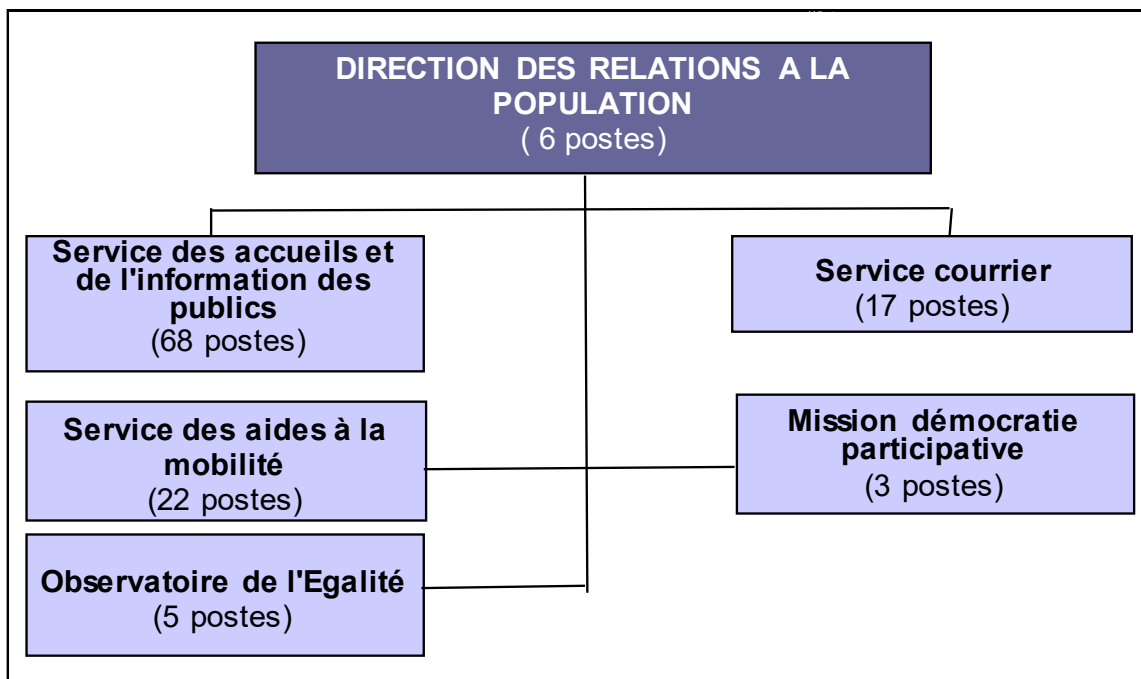 DIRECTION DES RELATIONS A LA
POPULATION
( 6 postes)
Service des accueils et
de l'information des
publics
(68 postes)
Service courrier
(17 postes)
Service des aides à la
mobilité
(22 postes)
Mission démocratie
participative
(3 postes)
Observatoire de l'Egalité
(5 postes)